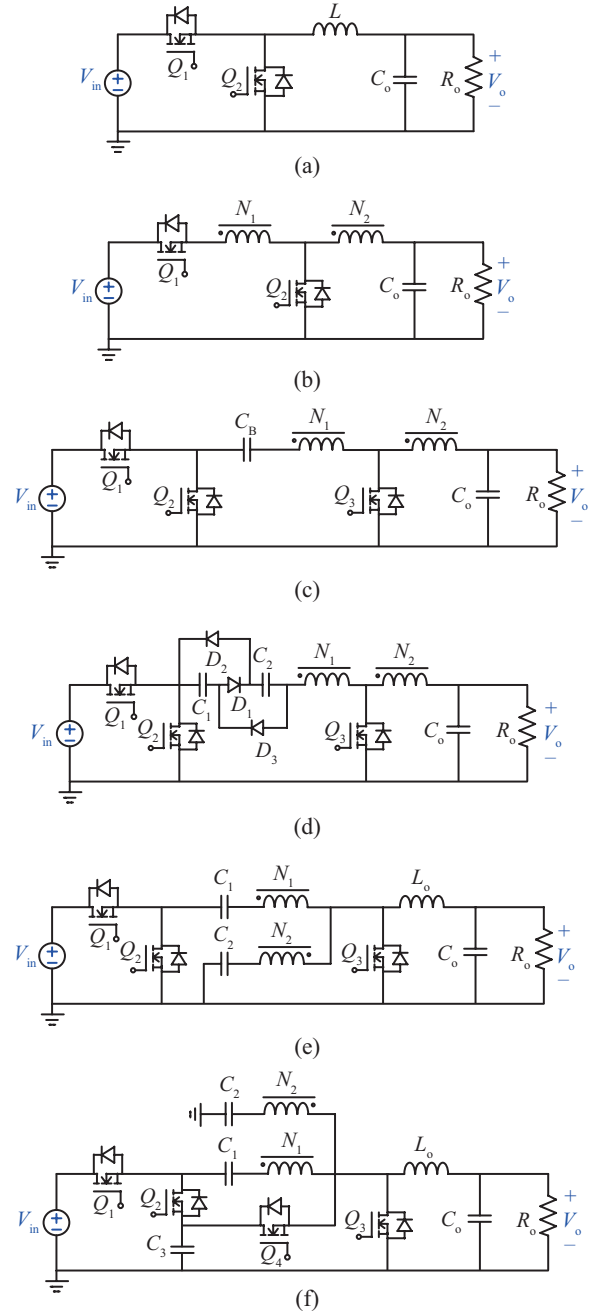 L
Q1
Vin
Q2
Co
Ro
+
Vo
−
(a)
N1
N2
Q1
Vin
Q2
Co
Ro
+
Vo
−
(b)
CB
N1
N2
Q1
Vin
Q2
Q3
Co
Ro
+
Vo
−
(c)
D2
C2
N1
N2
Q1
C1
D1
Vin
Q2
D3
Q3
Co
Ro
+
Vo
−
(d)
C1
N1
Lo
Q1
C2
N2
Vin
Q2
Q3
Co
Ro
+
Vo
−
(e)
C2
N2
C1
N1
Lo
Q1
Q2
Vin
C3
Q4
Q3
Co
Ro
+
Vo
−
(f)